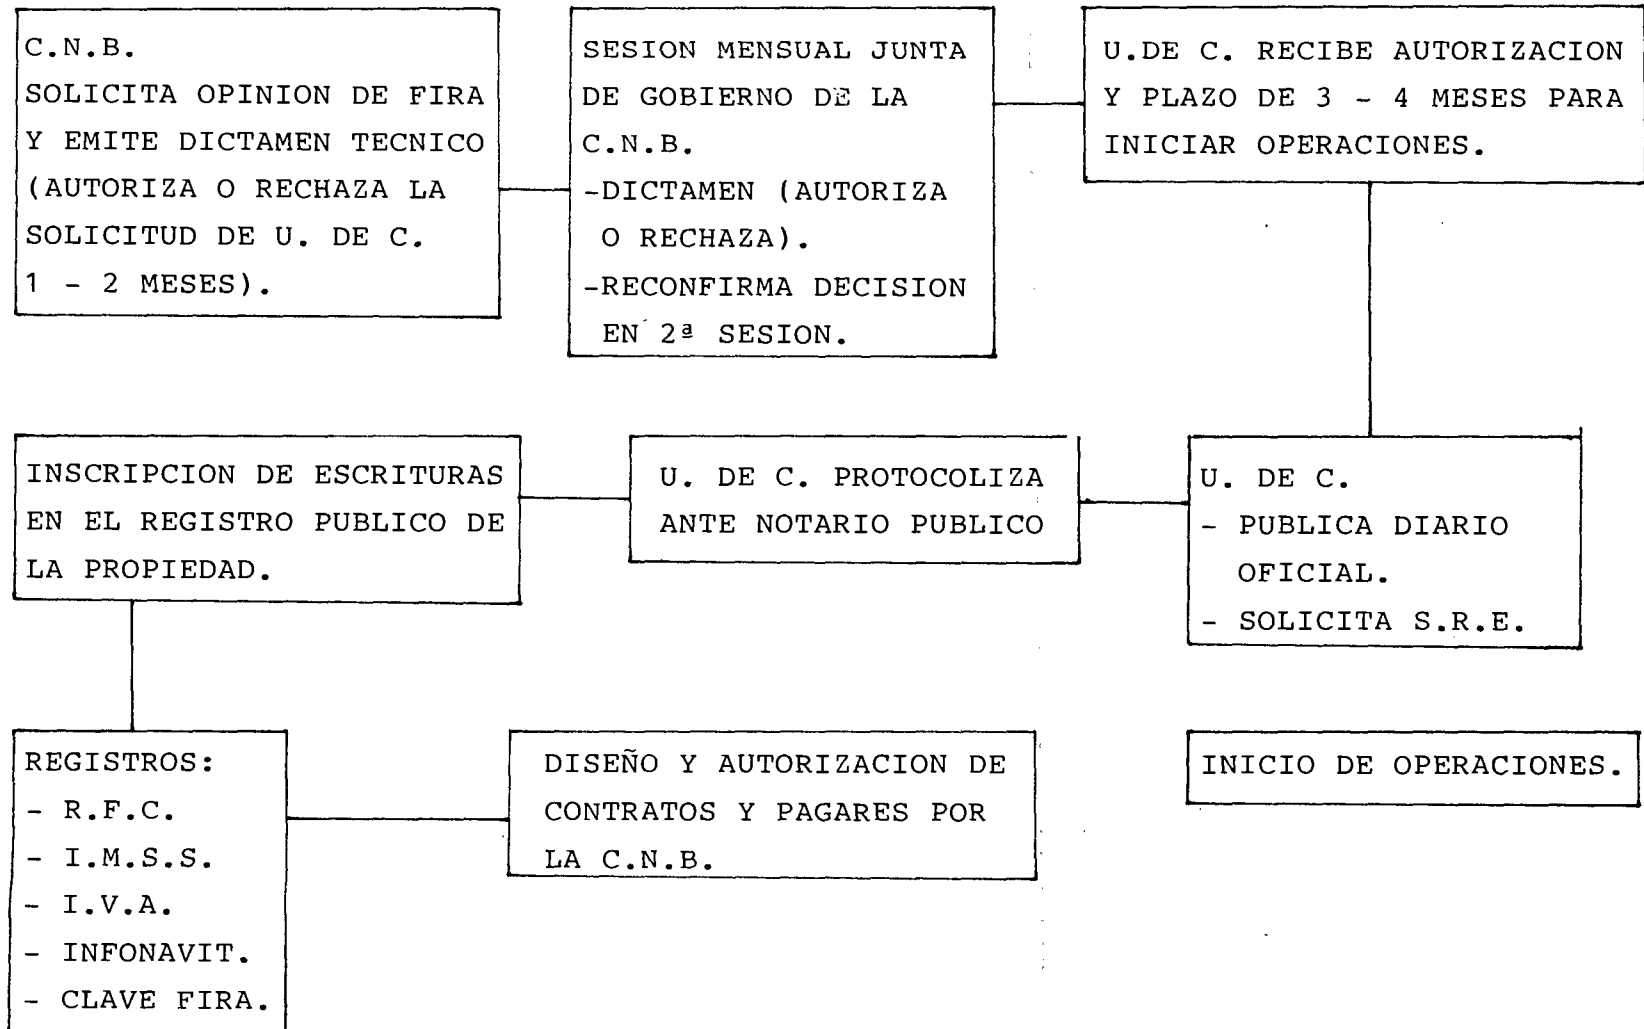 C.N.B.
SOLICITA OPINION DE FIRA
Y EMITE DICTAMEN TECNICO
(AUTORIZA O RECHAZA LA
SOLICITUD DE U. DE C.
1 - 2 MESES).
SESION MENSUAL JUNTA
DE GOBIERNO DE LA
C.N.B.
-DICTAMEN (AUTORIZA
O RECHAZA).
-RECONFIRMA DECISION
EN 2ª SESION.
U.DE C. RECIBE AUTORIZACION
Y PLAZO DE 3 - 4 MESES PARA
INICIAR OPERACIONES.
U. DE C.
- PUBLICA DIARIO
OFICIAL.
- SOLICITA S.R.E.
U. DE C. PROTOCOLIZA
ANTE NOTARIO PUBLICO
INSCRIPCION DE ESCRITURAS
EN EL REGISTRO PUBLICO DE
LA PROPIEDAD.
REGISTROS:
- R.F.C.
- I.M.S.S.
- I.V.A.
- INFONAVIT.
- CLAVE FIRA.
DISEÑO Y AUTORIZACION DE
CONTRATOS Y PAGARES POR
LA C.N.B.
INICIO DE OPERACIONES.